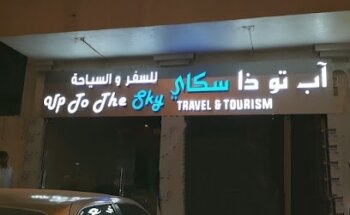 آب تو ذا سكاي للسفر و السياحة
Up To The Sky TRAVEL & TOURISM